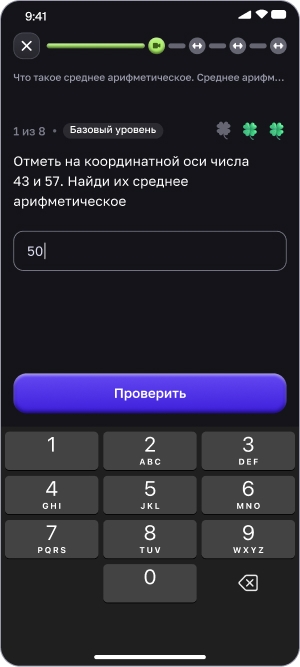 9:41
Что такое среднее арифметическое. Среднее арифм...
1 из 8 • Базовый уровень
Отметь на координатной оси числа
43 и 57. Найди их среднее
арифметическое
50
Проверить
1 2 3
ABC DEF
4 5 6
GHI JKL MNO
7 8 9
PQRS TUV WXYZ
0